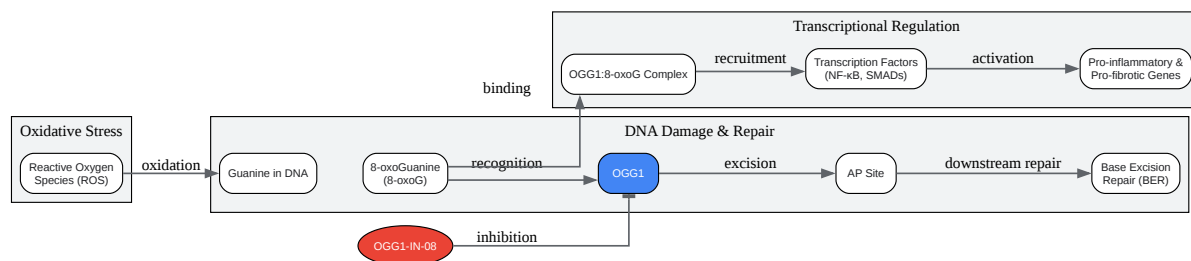 Transcriptional Regulation
OGG1:8-oxoG Complex
recruitment
Transcription Factors
(NF-κB, SMADs)
activation
Pro-inflammatory &
Pro-fibrotic Genes
binding
Oxidative Stress
Reactive Oxygen
Species (ROS)
oxidation
DNA Damage & Repair
Guanine in DNA
8-oxoGuanine
(8-oxoG)
recognition
OGG1
excision
AP Site
downstream repair
Base Excision
Repair (BER)
OGG1-IN-08
inhibition